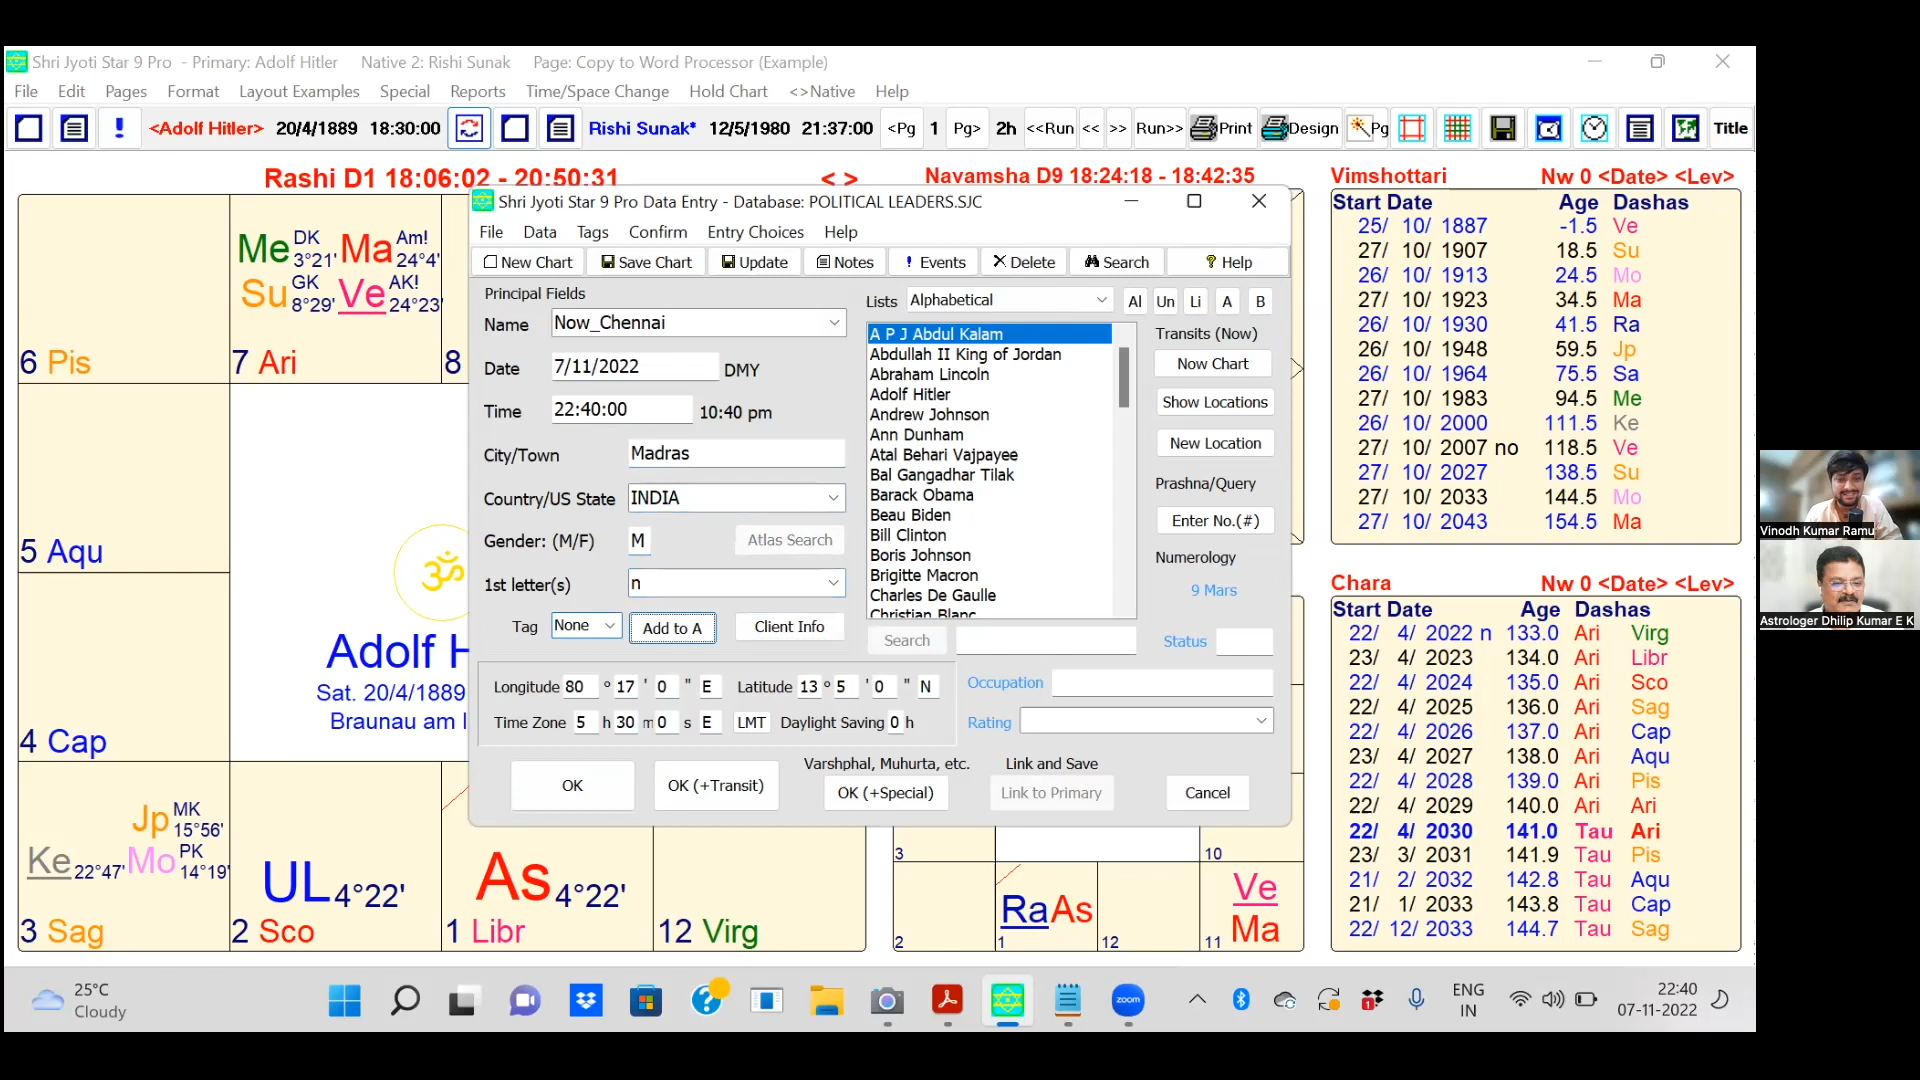 Shri Jyoti Star 9 Pro - Primary: Adolf Hitler Native 2: Rishi Sunak Page: Copy to Word Processor (Example)
File Edit Pages Format Layout Examples Special Reports Time/Space Change Hold Chart <>Native Help
! <Adolf Hitler> 20/4/1889 18:30:00 Rishi Sunak* 12/5/1980 21:37:00 <Pg 1 Pg> 2h <<Run << >> Run>> Print Design Pg Title
Rashi D1 18:06:02 - 20:50:31 < > Navamsha D9 18:24:18 - 18:42:35
Me DK 3°21' Ma Am! 24°4'
Su GK 8°29' Ve AK! 24°23'
6 Pis
7 Ari
8
5 Aqu
ॐ
Adolf H
Sat. 20/4/1889
Braunau am I
4 Cap
Jp MK 15°56'
Ke 22°47' Mo PK 14°19'
3 Sag
UL 4°22'
2 Sco
As 4°22'
1 Libr
12 Virg
Shri Jyoti Star 9 Pro Data Entry - Database: POLITICAL LEADERS.SJC
File Data Tags Confirm Entry Choices Help
New Chart Save Chart Update Notes ! Events Delete Search ? Help
Principal Fields
Name Now_Chennai
Date 7/11/2022 DMY
Time 22:40:00 10:40 pm
City/Town Madras
Country/US State INDIA
Gender: (M/F) M Atlas Search
1st letter(s) n
Tag None Add to A Client Info
Lists Alphabetical Al Un Li A B
A P J Abdul Kalam
Abdullah II King of Jordan
Abraham Lincoln
Adolf Hitler
Andrew Johnson
Ann Dunham
Atal Behari Vajpayee
Bal Gangadhar Tilak
Barack Obama
Beau Biden
Bill Clinton
Boris Johnson
Brigitte Macron
Charles De Gaulle
Christian Blanc
Search
Transits (Now)
Now Chart
Show Locations
New Location
Prashna/Query
Enter No.(#)
Numerology
9 Mars
Status
Longitude 80 ° 17 ' 0 " E Latitude 13 ° 5 ' 0 " N
Time Zone 5 h 30 m 0 s E LMT Daylight Saving 0 h
Occupation
Rating
OK
OK (+Transit)
Varshphal, Muhurta, etc.
OK (+Special)
Link and Save
Link to Primary
Cancel
3
10
2
Ra As
1
12
Ve
Ma
11
Vimshottari Nw 0 <Date> <Lev>
Start Date Age Dashas
25/ 10/ 1887 -1.5 Ve
27/ 10/ 1907 18.5 Su
26/ 10/ 1913 24.5 Mo
27/ 10/ 1923 34.5 Ma
26/ 10/ 1930 41.5 Ra
26/ 10/ 1948 59.5 Jp
26/ 10/ 1964 75.5 Sa
27/ 10/ 1983 94.5 Me
26/ 10/ 2000 111.5 Ke
27/ 10/ 2007 no 118.5 Ve
27/ 10/ 2027 138.5 Su
27/ 10/ 2033 144.5 Mo
27/ 10/ 2043 154.5 Ma
Chara Nw 0 <Date> <Lev>
Start Date Age Dashas
22/ 4/ 2022 n 133.0 Ari Virg
23/ 4/ 2023 134.0 Ari Libr
22/ 4/ 2024 135.0 Ari Sco
22/ 4/ 2025 136.0 Ari Sag
22/ 4/ 2026 137.0 Ari Cap
23/ 4/ 2027 138.0 Ari Aqu
22/ 4/ 2028 139.0 Ari Pis
22/ 4/ 2029 140.0 Ari Ari
22/ 4/ 2030 141.0 Tau Ari
23/ 3/ 2031 141.9 Tau Pis
21/ 2/ 2032 142.8 Tau Aqu
21/ 1/ 2033 143.8 Tau Cap
22/ 12/ 2033 144.7 Tau Sag
Vinodh Kumar Ramu
Astrologer Dhilip Kumar E K
25°C
Cloudy
zoom
1
ENG
IN
22:40
07-11-2022